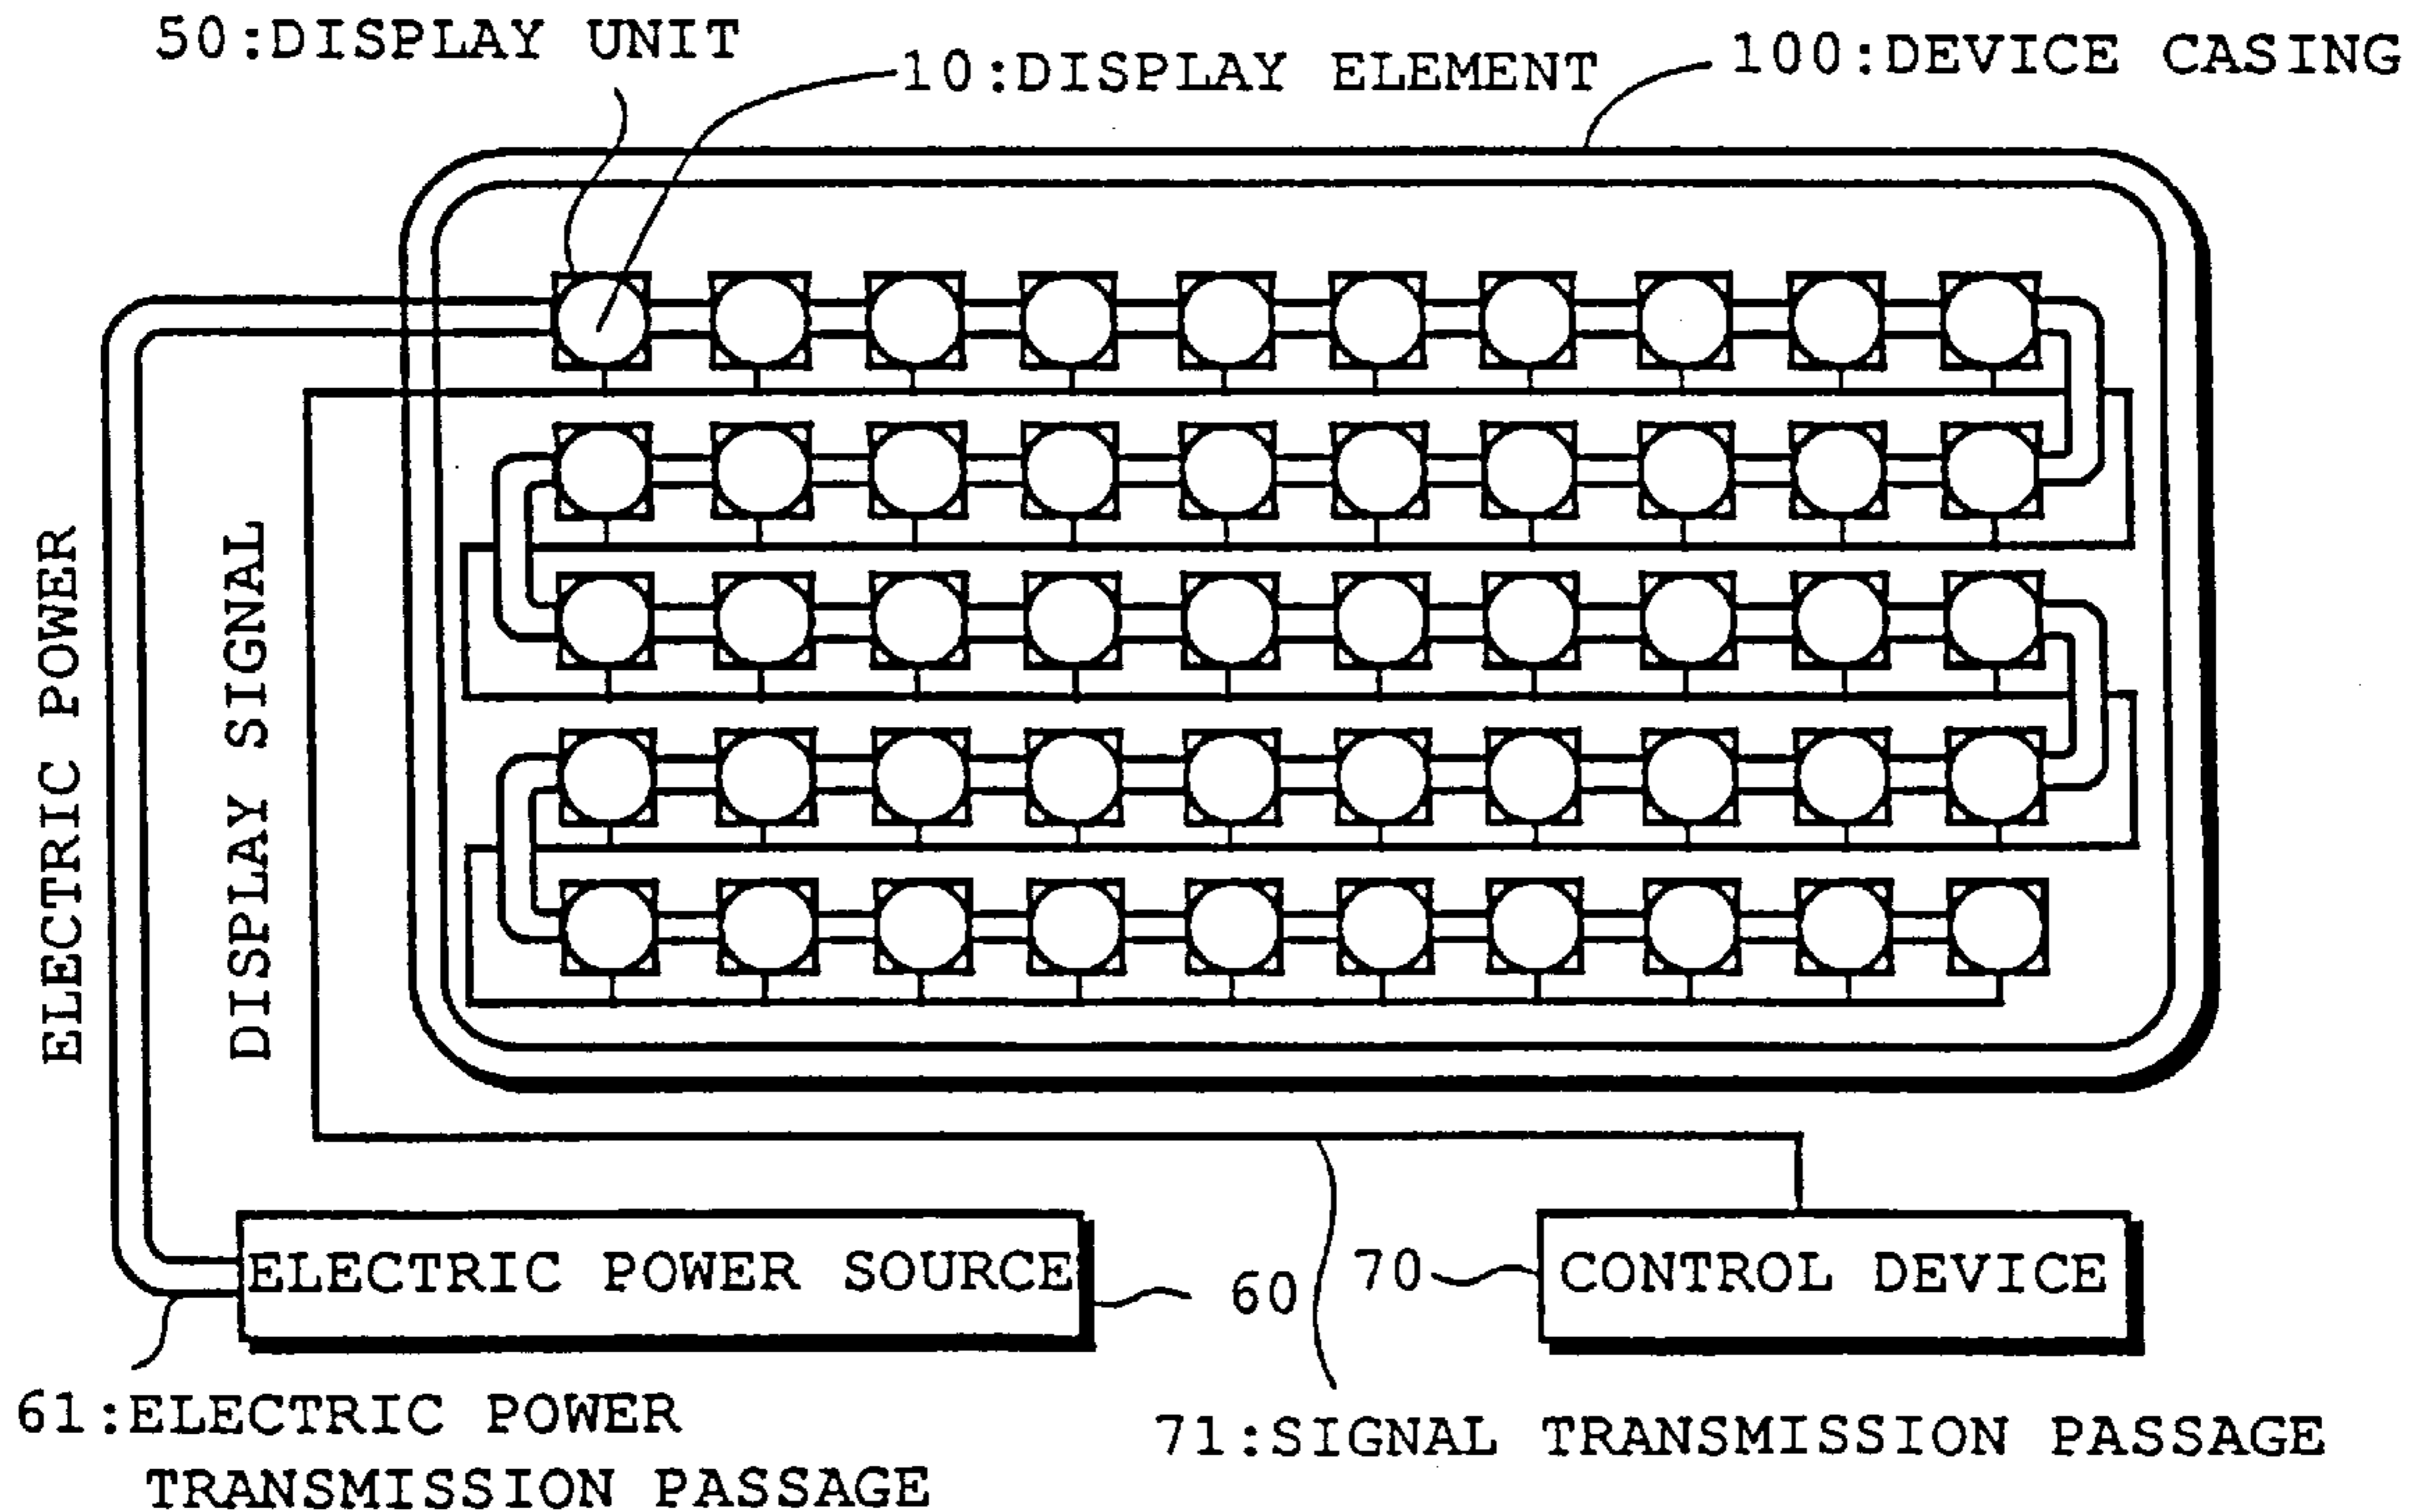 50:DISPLAY UNIT
10:DISPLAY ELEMENT
100:DEVICE CASING
ELECTRIC POWER
DISPLAY SIGNAL
ELECTRIC POWER SOURCE
60
70
CONTROL DEVICE
61:ELECTRIC POWER
TRANSMISSION PASSAGE
71:SIGNAL TRANSMISSION PASSAGE